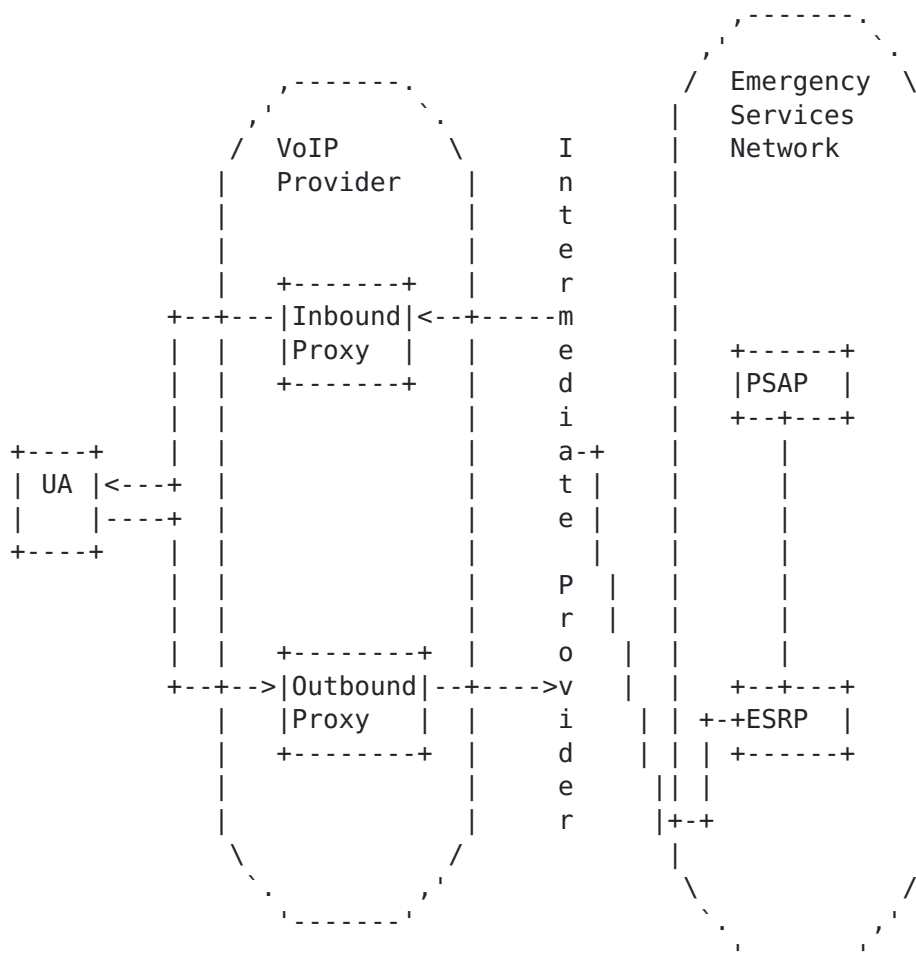 Emergency
Services
Network
VoIP
Provider
Intermediate Provider
Inbound
Proxy
PSAP
UA
Outbound
Proxy
ESRP